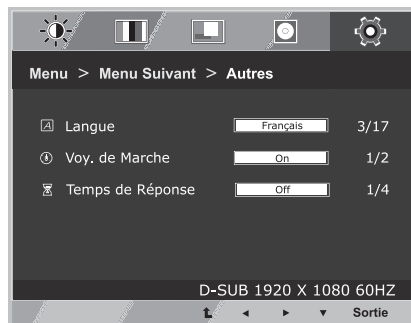 Menu > Menu Suivant > Autres
Langue Français 3/17
Voy. de Marche On 1/2
Temps de Réponse Off 1/4
D-SUB 1920 X 1080 60HZ
Sortie